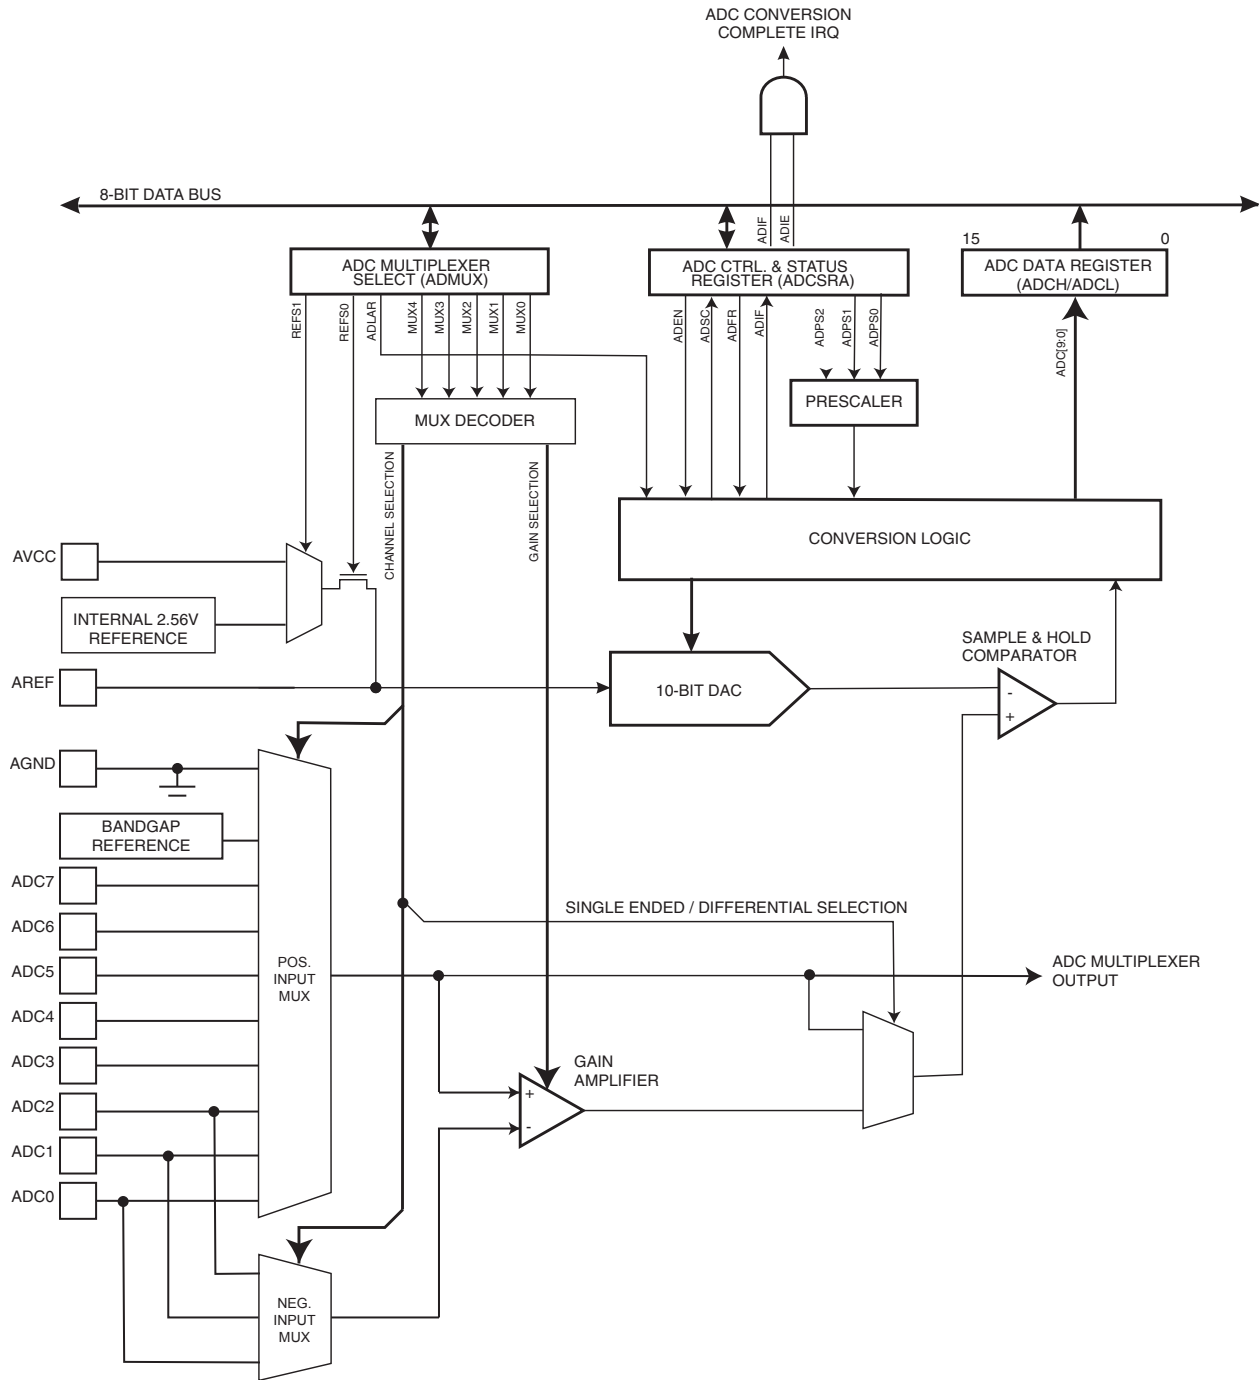 ADC CONVERSION
COMPLETE IRQ
8-BIT DATA BUS
ADIF
ADIE
15
0
ADC MULTIPLEXER
SELECT (ADMUX)
ADC CTRL. & STATUS
REGISTER (ADCSRA)
ADC DATA REGISTER
(ADCH/ADCL)
REFS1
REFS0
ADLAR
MUX4
MUX3
MUX2
MUX1
MUX0
ADEN
ADSC
ADFR
ADIF
ADPS2
ADPS1
ADPS0
ADC[9:0]
PRESCALER
MUX DECODER
CHANNEL SELECTION
GAIN SELECTION
CONVERSION LOGIC
AVCC
INTERNAL 2.56V
REFERENCE
SAMPLE & HOLD
COMPARATOR
AREF
10-BIT DAC
-
+
AGND
BANDGAP
REFERENCE
ADC7
SINGLE ENDED / DIFFERENTIAL SELECTION
ADC6
ADC5
POS.
INPUT
MUX
ADC MULTIPLEXER
OUTPUT
ADC4
ADC3
GAIN
AMPLIFIER
+
-
ADC2
ADC1
ADC0
NEG.
INPUT
MUX